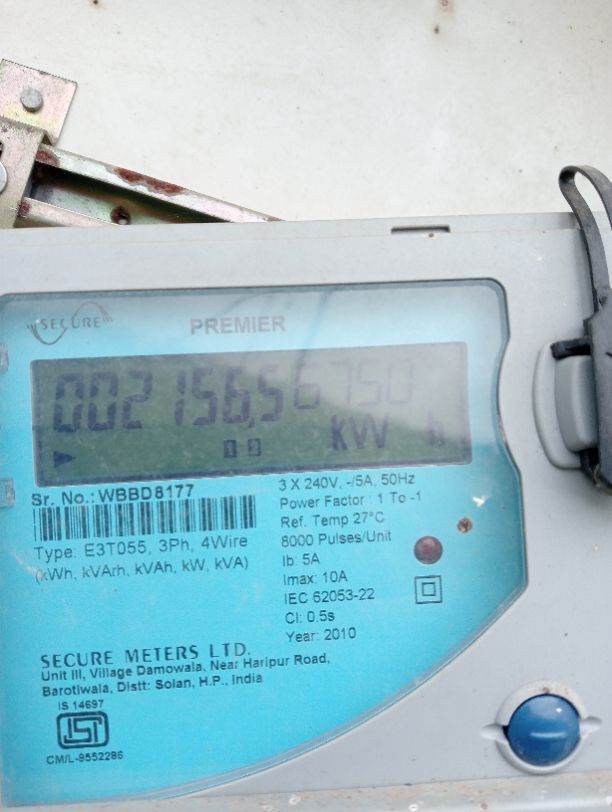 SECURE
PREMIER
002156.56750
1 2 kW h
Sr. No.: WBBD8177
Type: E3T055, 3Ph, 4Wire
(kWh, kVArh, kVAh, kW, kVA)
3 X 240V, -/5A, 50Hz
Power Factor : 1 To -1
Ref. Temp 27°C
8000 Pulses/Unit
Ib: 5A
Imax: 10A
IEC 62053-22
Cl: 0.5s
Year: 2010
SECURE METERS LTD.
Unit III, Village Damowala, Near Haripur Road,
Barotiwala, Distt: Solan, H.P., India
IS 14697
CM/L-9552286